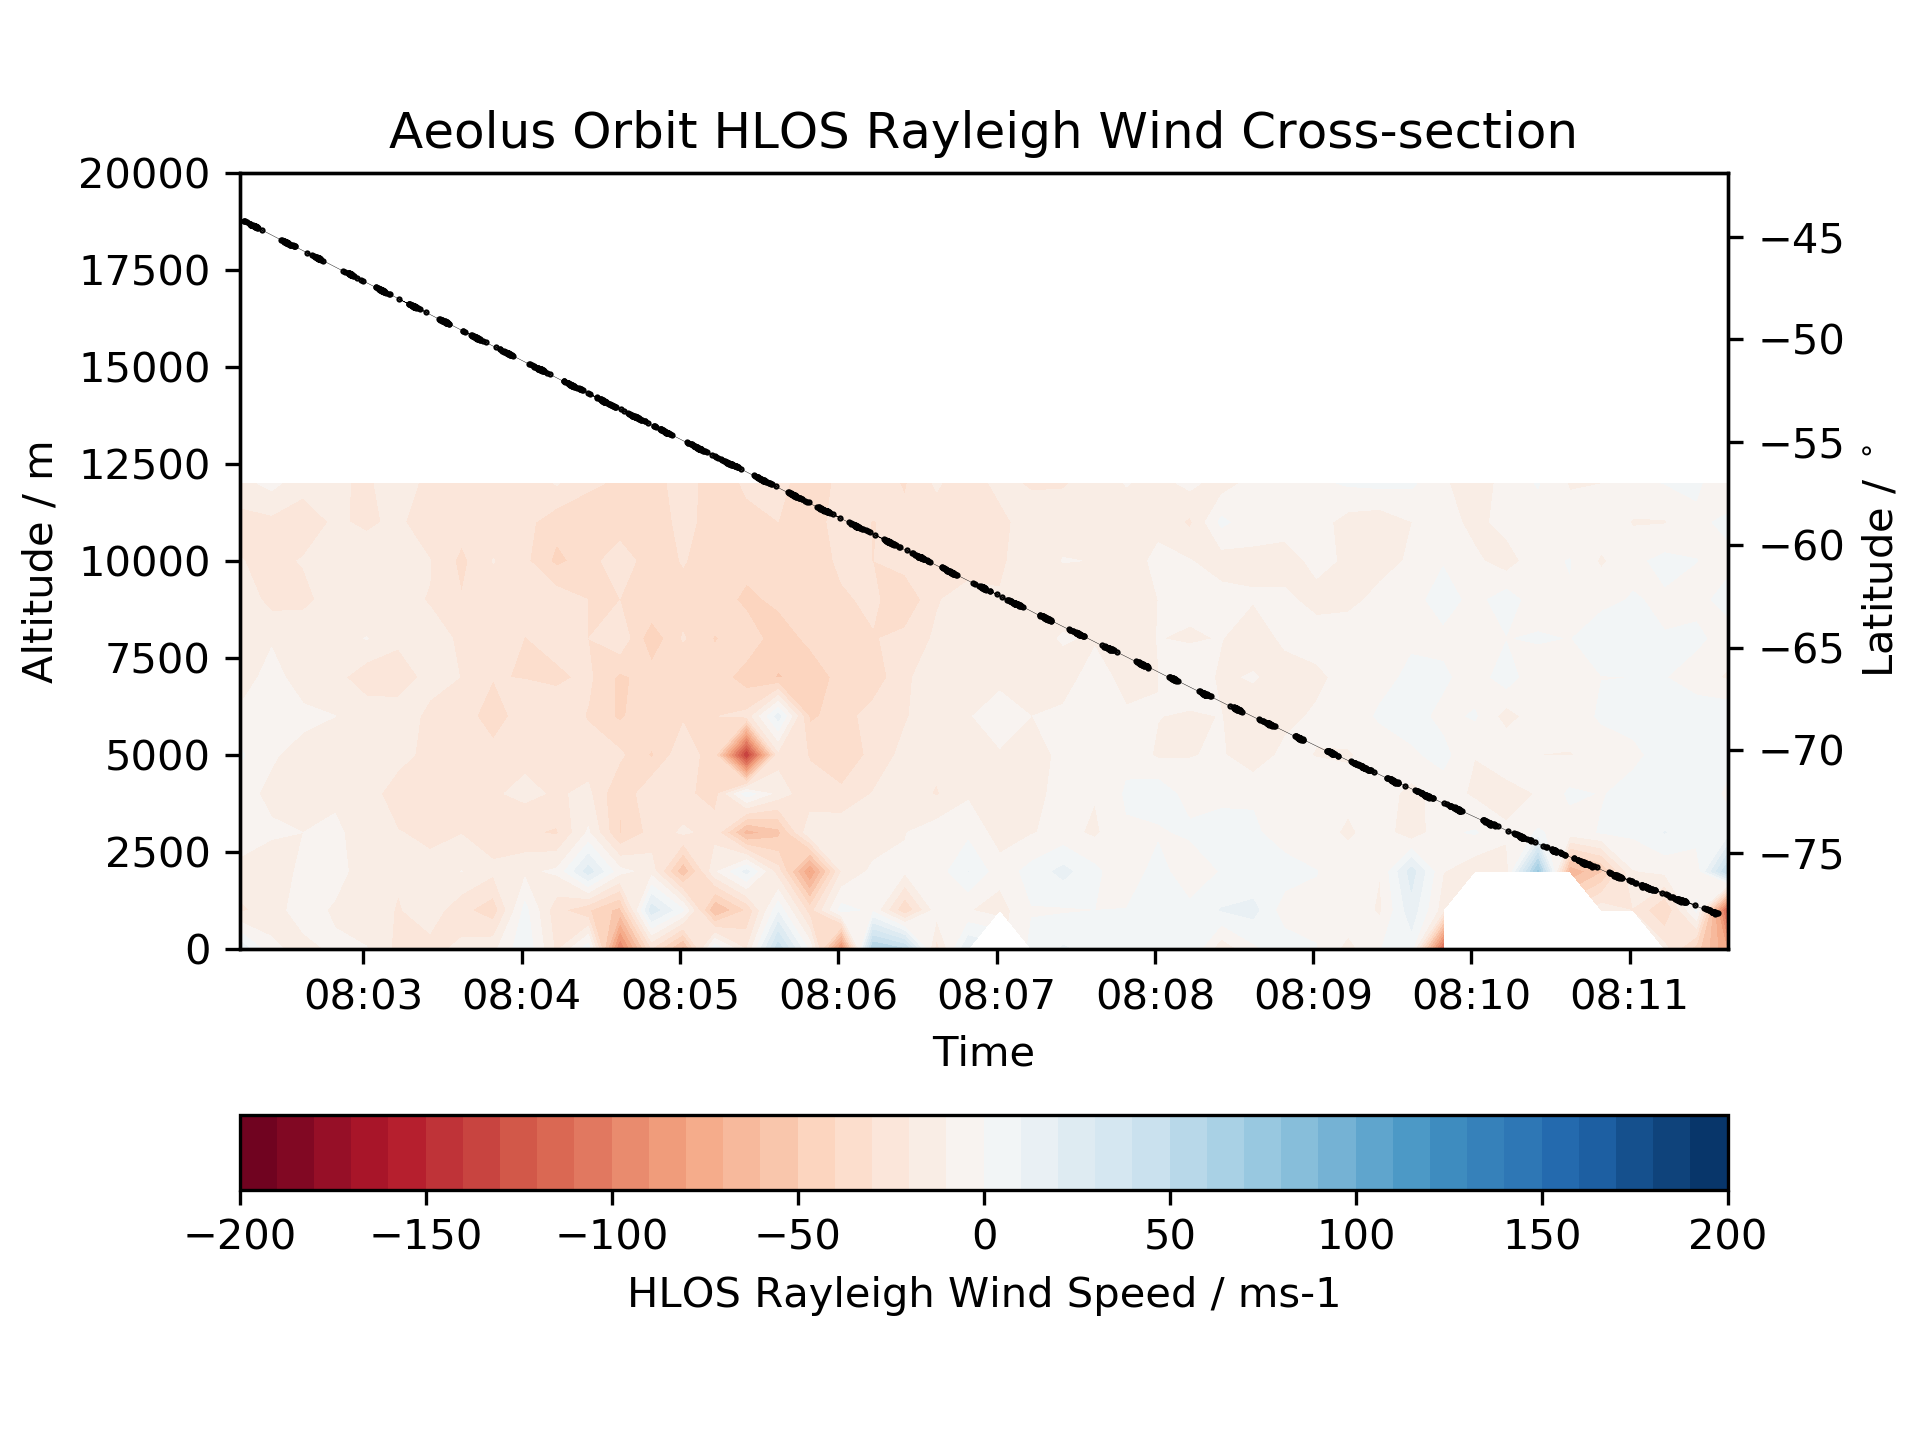 Aeolus Orbit HLOS Rayleigh Wind Cross-section
20000
17500
15000
12500
10000
7500
5000
2500
0
Altitude / m
−45
−50
−55
−60
−65
−70
−75
Latitude / °
08:03 08:04 08:05 08:06 08:07 08:08 08:09 08:10 08:11
Time
−200 −150 −100 −50 0 50 100 150 200
HLOS Rayleigh Wind Speed / ms-1